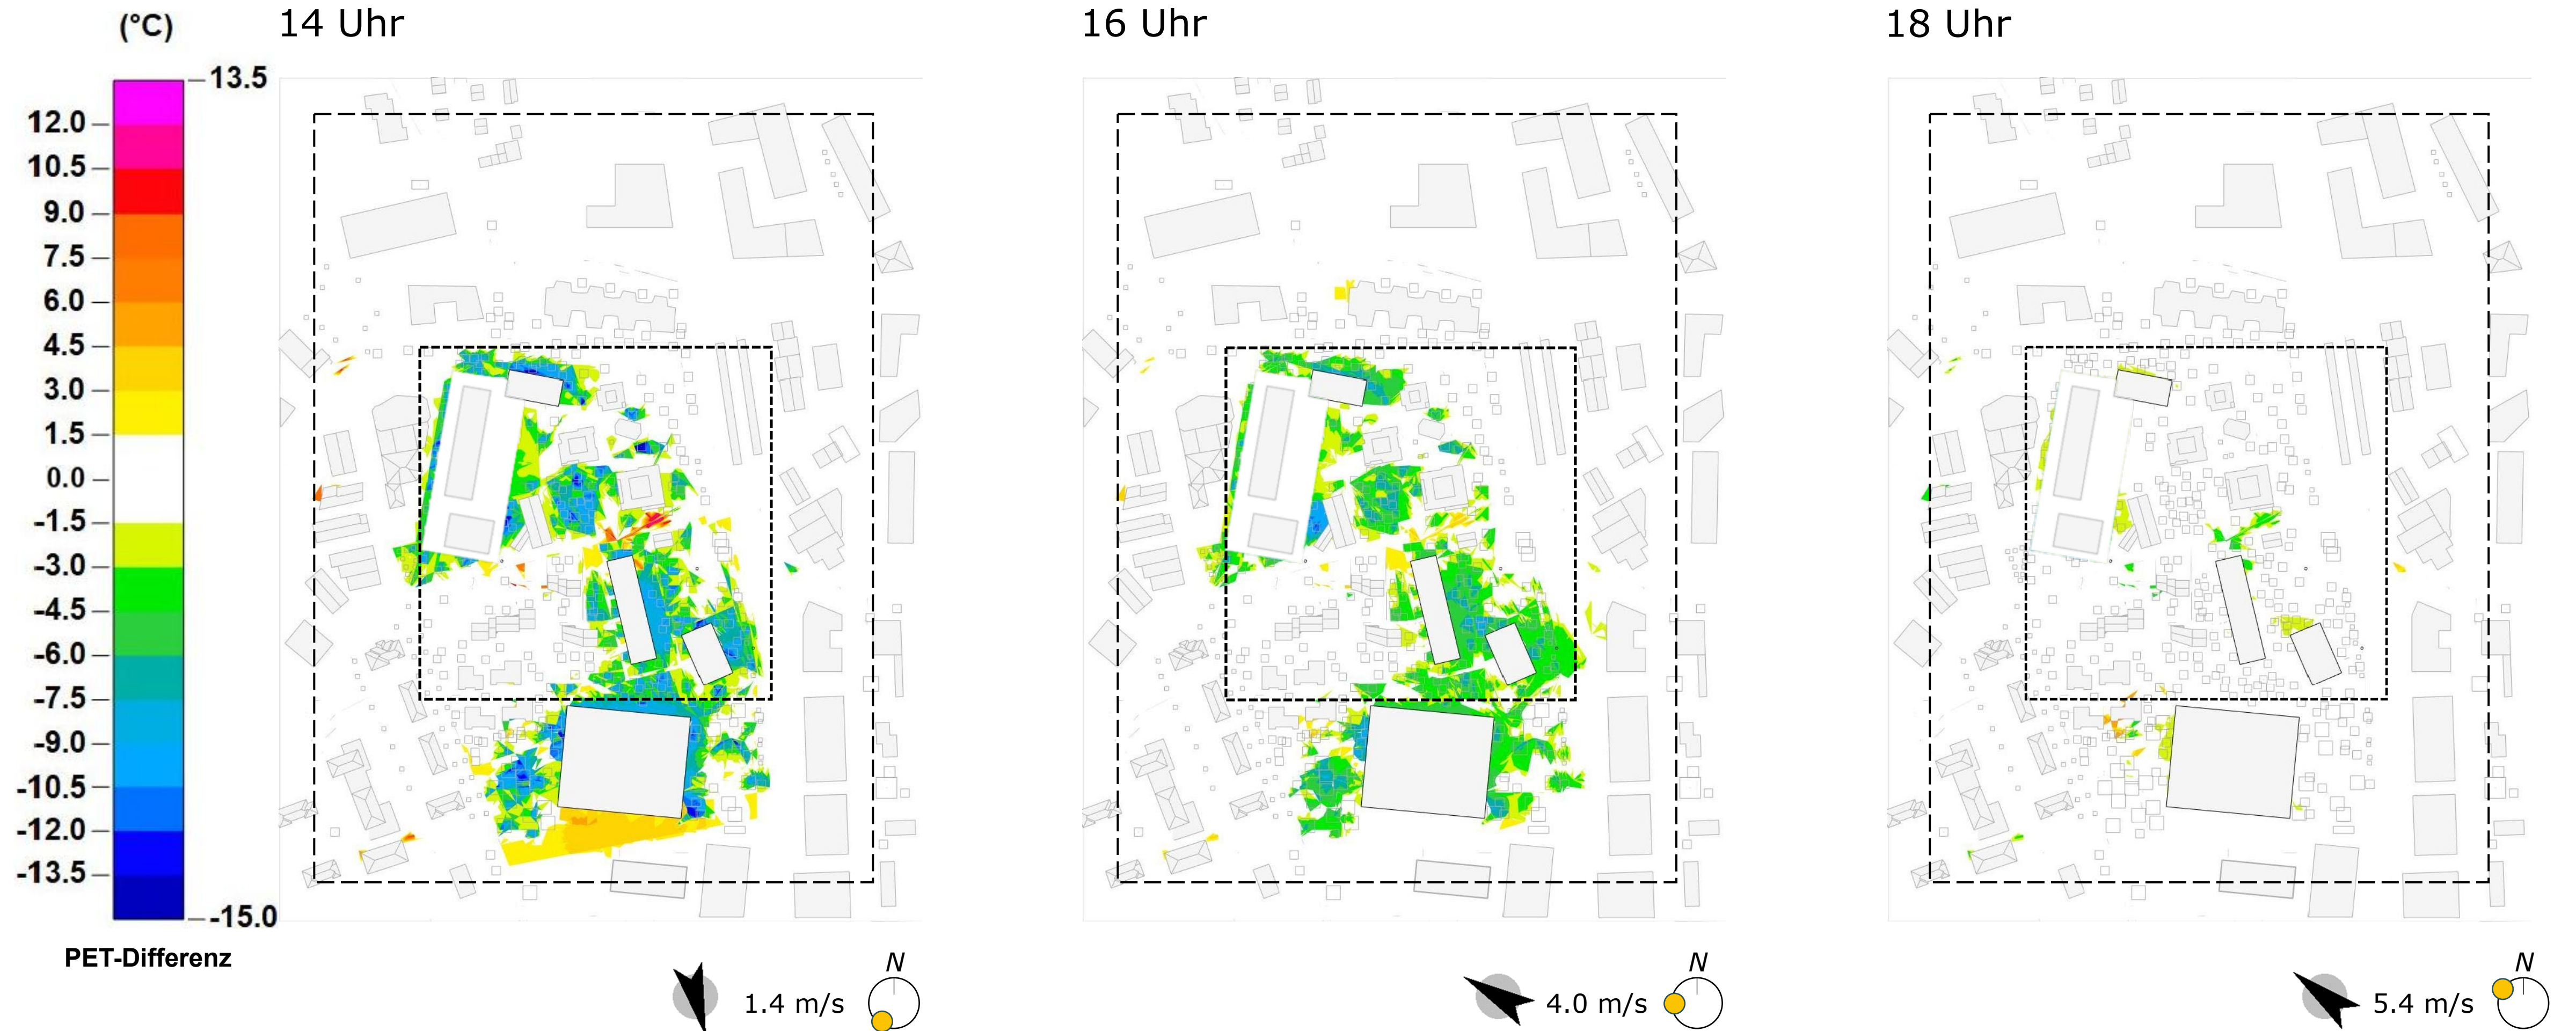 (°C)
14 Uhr
16 Uhr
18 Uhr
13.5
12.0
10.5
9.0
7.5
6.0
4.5
3.0
1.5
0.0
-1.5
-3.0
-4.5
-6.0
-7.5
-9.0
-10.5
-12.0
-13.5
-15.0
PET-Differenz
N
1.4 m/s
N
4.0 m/s
N
5.4 m/s